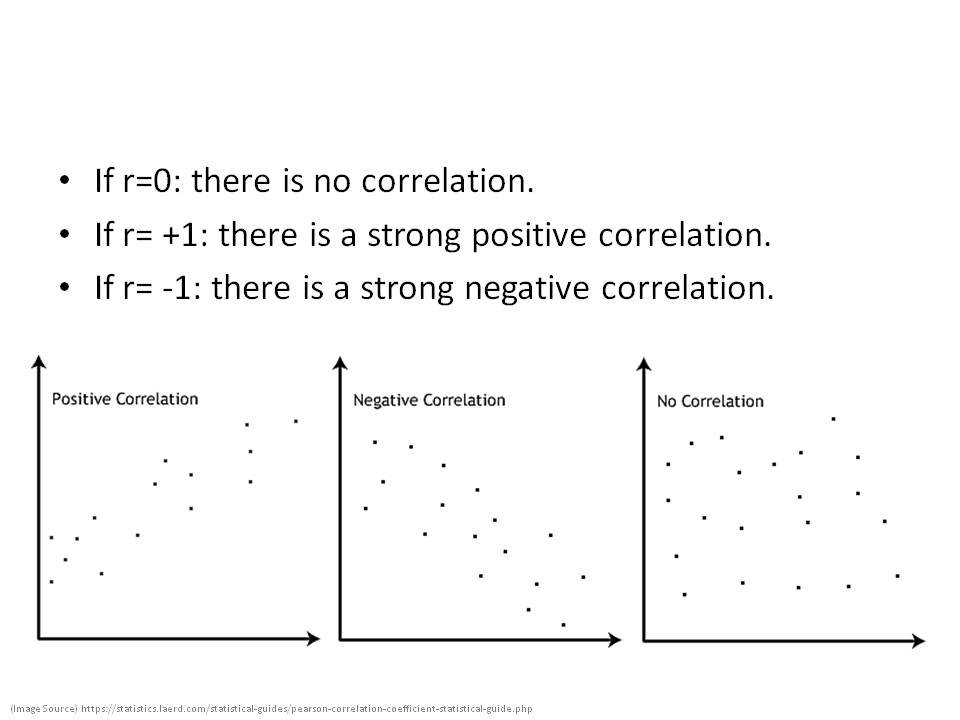 • If r=0: there is no correlation.
• If r= +1: there is a strong positive correlation.
• If r= -1: there is a strong negative correlation.
Positive Correlation
Negative Correlation
No Correlation
(Image Source) https://statistics.laerd.com/statistical-guides/pearson-correlation-coefficient-statistical-guide.php